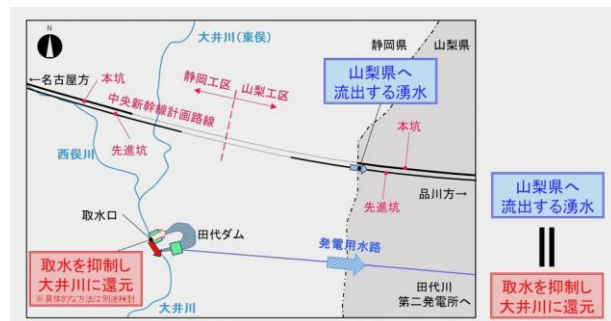 N
大井川(東俣)
静岡県
山梨県
山梨県へ
流出する湧水
←名古屋方
本坑
静岡工区
山梨工区
中央新幹線計画路線
先進坑
本坑
西俣川
先進坑
品川方→
取水口
田代ダム
発電用水路
取水を抑制し
大井川に還元
※具体的な方法は別途検討
大井川
田代川
第二発電所へ
山梨県へ
流出する湧水
取水を抑制し
大井川に還元